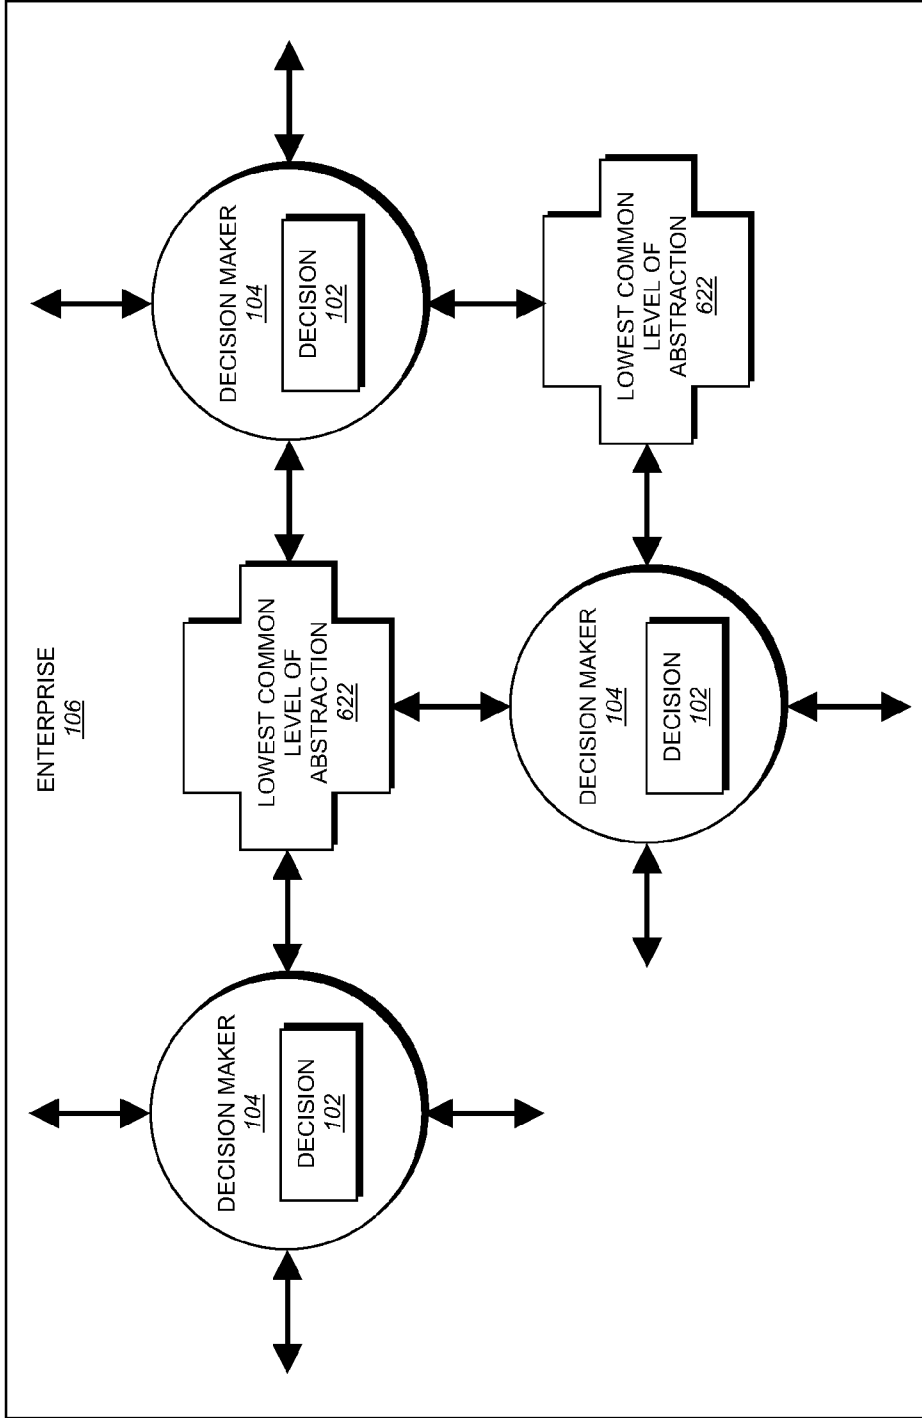 ENTERPRISE
106
DECISION MAKER
104
DECISION
102
LOWEST COMMON
LEVEL OF
ABSTRACTION
622
DECISION MAKER
104
DECISION
102
DECISION MAKER
104
DECISION
102
LOWEST COMMON
LEVEL OF
ABSTRACTION
622